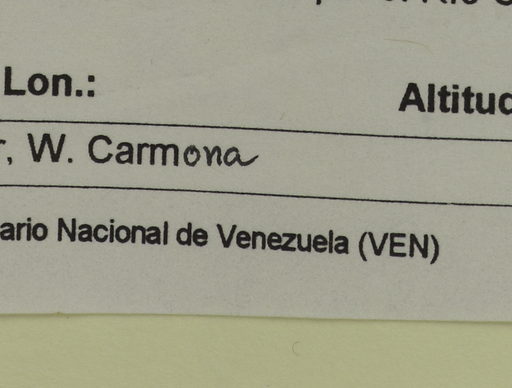 Lon.:
Altitud
, W. Carmona
ario Nacional de Venezuela (VEN)